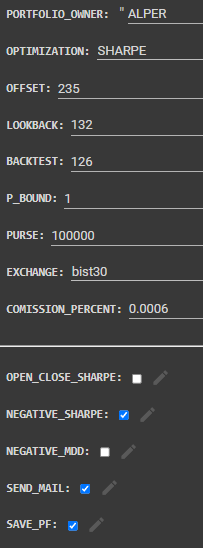 PORTFOLIO_OWNER: " ALPER
OPTIMIZATION: SHARPE
OFFSET: 235
LOOKBACK: 132
BACKTEST: 126
P_BOUND: 1
PURSE: 100000
EXCHANGE: bist30
COMISSION_PERCENT: 0.0006
OPEN_CLOSE_SHARPE:
NEGATIVE_SHARPE:
NEGATIVE_MDD:
SEND_MAIL:
SAVE_PF: